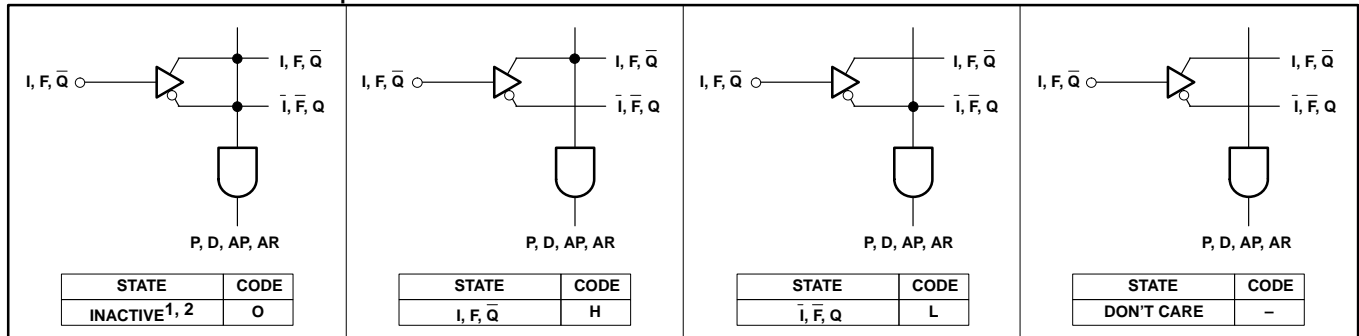 I, F, Q̅
I, F, Q̅
I̅, F̅, Q
P, D, AP, AR
STATE CODE
INACTIVE1, 2 O
I, F, Q̅
I, F, Q̅
I̅, F̅, Q
P, D, AP, AR
STATE CODE
I, F, Q̅ H
I, F, Q̅
I, F, Q̅
I̅, F̅, Q
P, D, AP, AR
STATE CODE
I̅, F̅, Q L
I, F, Q̅
I, F, Q̅
I̅, F̅, Q
P, D, AP, AR
STATE CODE
DON'T CARE –